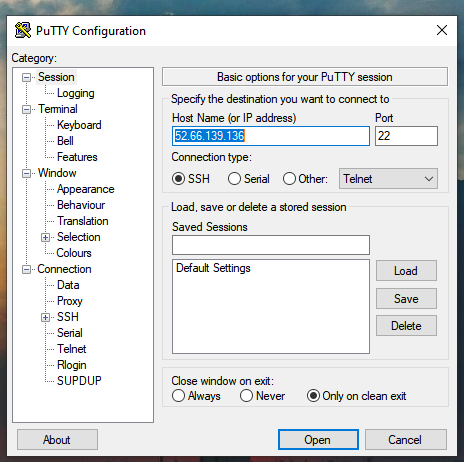 PuTTY Configuration
Category:
Session
Logging
Terminal
Keyboard
Bell
Features
Window
Appearance
Behaviour
Translation
Selection
Colours
Connection
Data
Proxy
SSH
Serial
Telnet
Rlogin
SUPDUP
Basic options for your PuTTY session
Specify the destination you want to connect to
Host Name (or IP address) Port
52.66.139.136 22
Connection type:
SSH Serial Other: Telnet
Load, save or delete a stored session
Saved Sessions
Default Settings
Load
Save
Delete
Close window on exit:
Always Never Only on clean exit
About Open Cancel